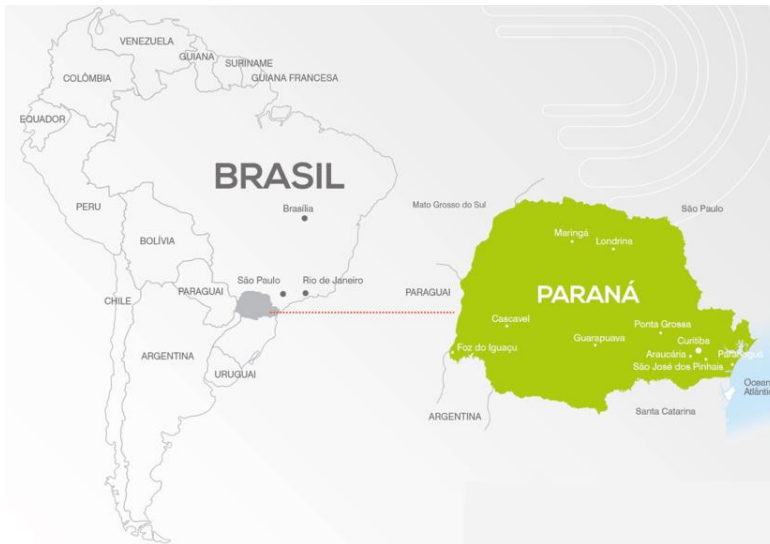 VENEZUELA
GUIANA
SURINAME
GUIANA FRANCESA
COLÔMBIA
EQUADOR
BRASIL
PERU
Brasília
BOLÍVIA
São Paulo
Rio de Janeiro
PARAGUAI
CHILE
ARGENTINA
URUGUAI
Mato Grosso do Sul
São Paulo
Maringá
Londrina
PARAGUAI
PARANÁ
Cascavel
Ponta Grossa
Guarapuava
Curitiba
Foz do Iguaçu
Araucária
Paranaguá
São José dos Pinhais
Ocean
Atlânti
ARGENTINA
Santa Catarina